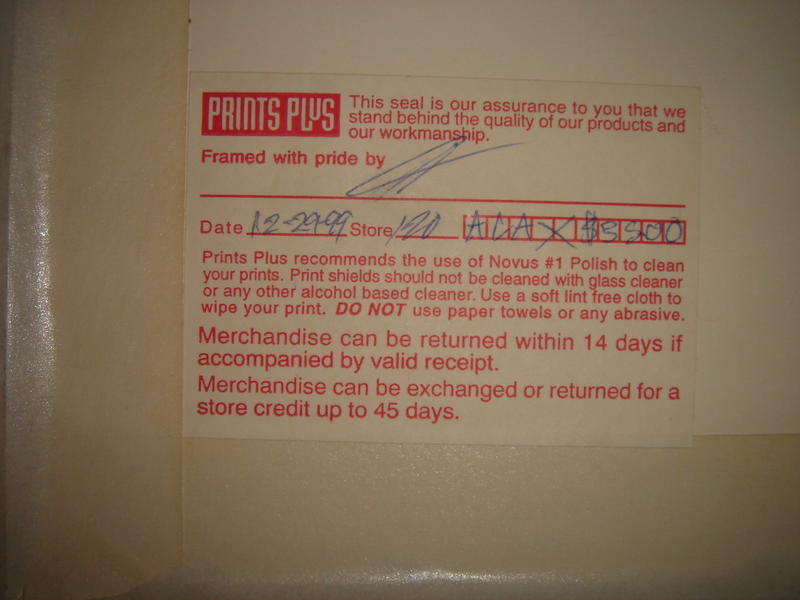 PRINTS PLUS
This seal is our assurance to you that we
stand behind the quality of our products and
our workmanship.
Framed with pride by
Date 12-29-99 Store 120
Prints Plus recommends the use of Novus #1 Polish to clean
your prints. Print shields should not be cleaned with glass cleaner
or any other alcohol based cleaner. Use a soft lint free cloth to
wipe your print. DO NOT use paper towels or any abrasive.
Merchandise can be returned within 14 days if
accompanied by valid receipt.
Merchandise can be exchanged or returned for a
store credit up to 45 days.